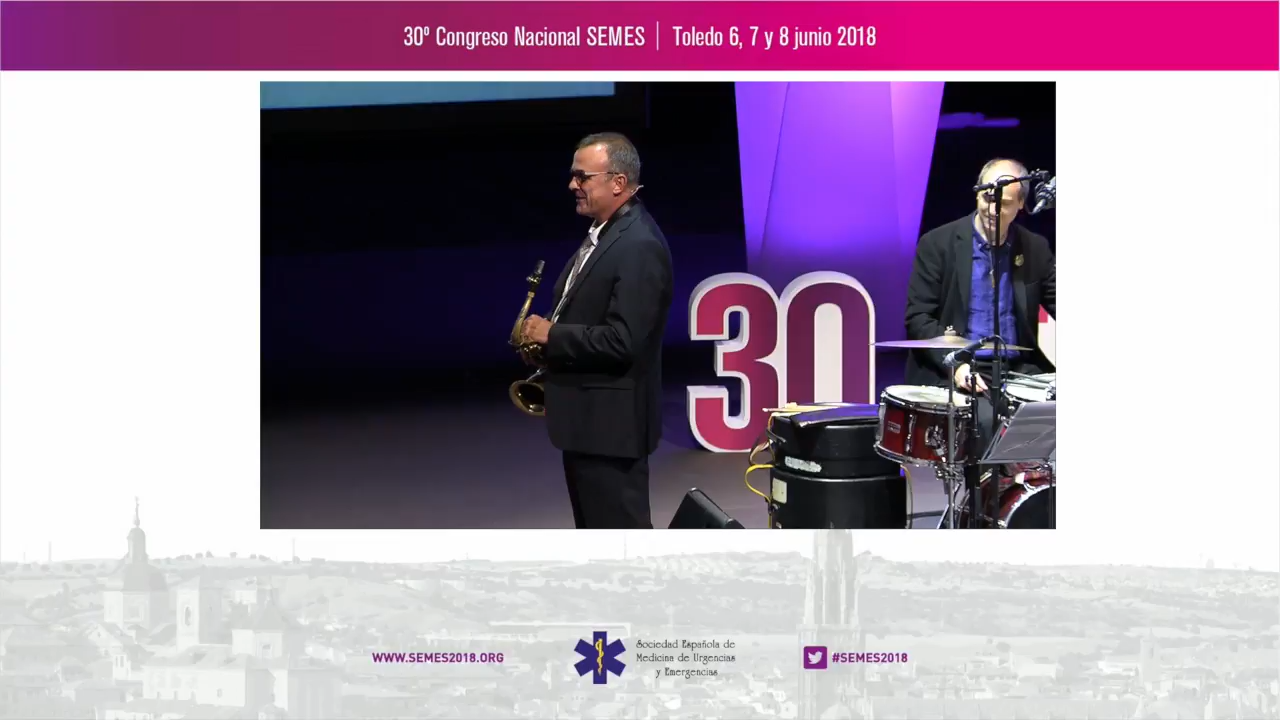 30º Congreso Nacional SEMES | Toledo 6, 7 y 8 junio 2018
30
WWW.SEMES2018.ORG
Sociedad Española de
Medicina de Urgencias
y Emergencias
#SEMES2018